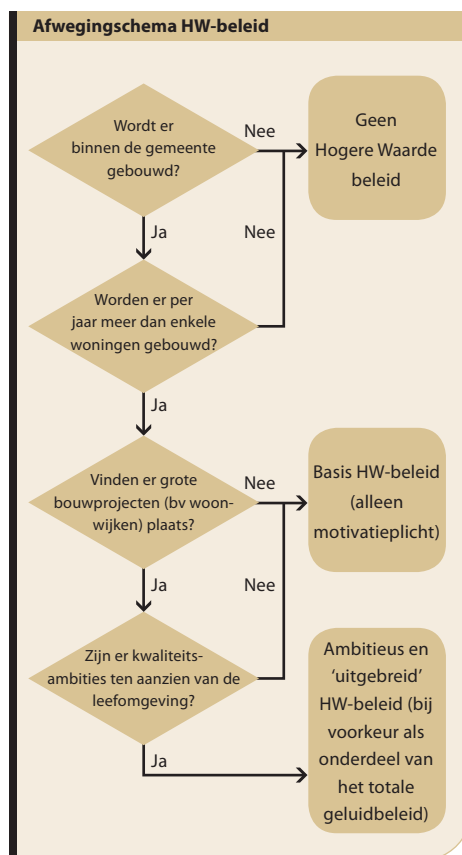 Afwegingschema HW-beleid
Wordt er
binnen de gemeente
gebouwd?
Nee
Geen
Hogere Waarde
beleid
Ja
Nee
Worden er per
jaar meer dan enkele
woningen gebouwd?
Ja
Vinden er grote
bouwprojecten (bv woon-
wijken) plaats?
Nee
Basis HW-beleid
(alleen
motivatieplicht)
Ja
Nee
Zijn er kwaliteits-
ambities ten aanzien van de
leefomgeving?
Ja
Ambitieus en
‘uitgebreid’
HW-beleid (bij
voorkeur als
onderdeel van
het totale
geluidbeleid)